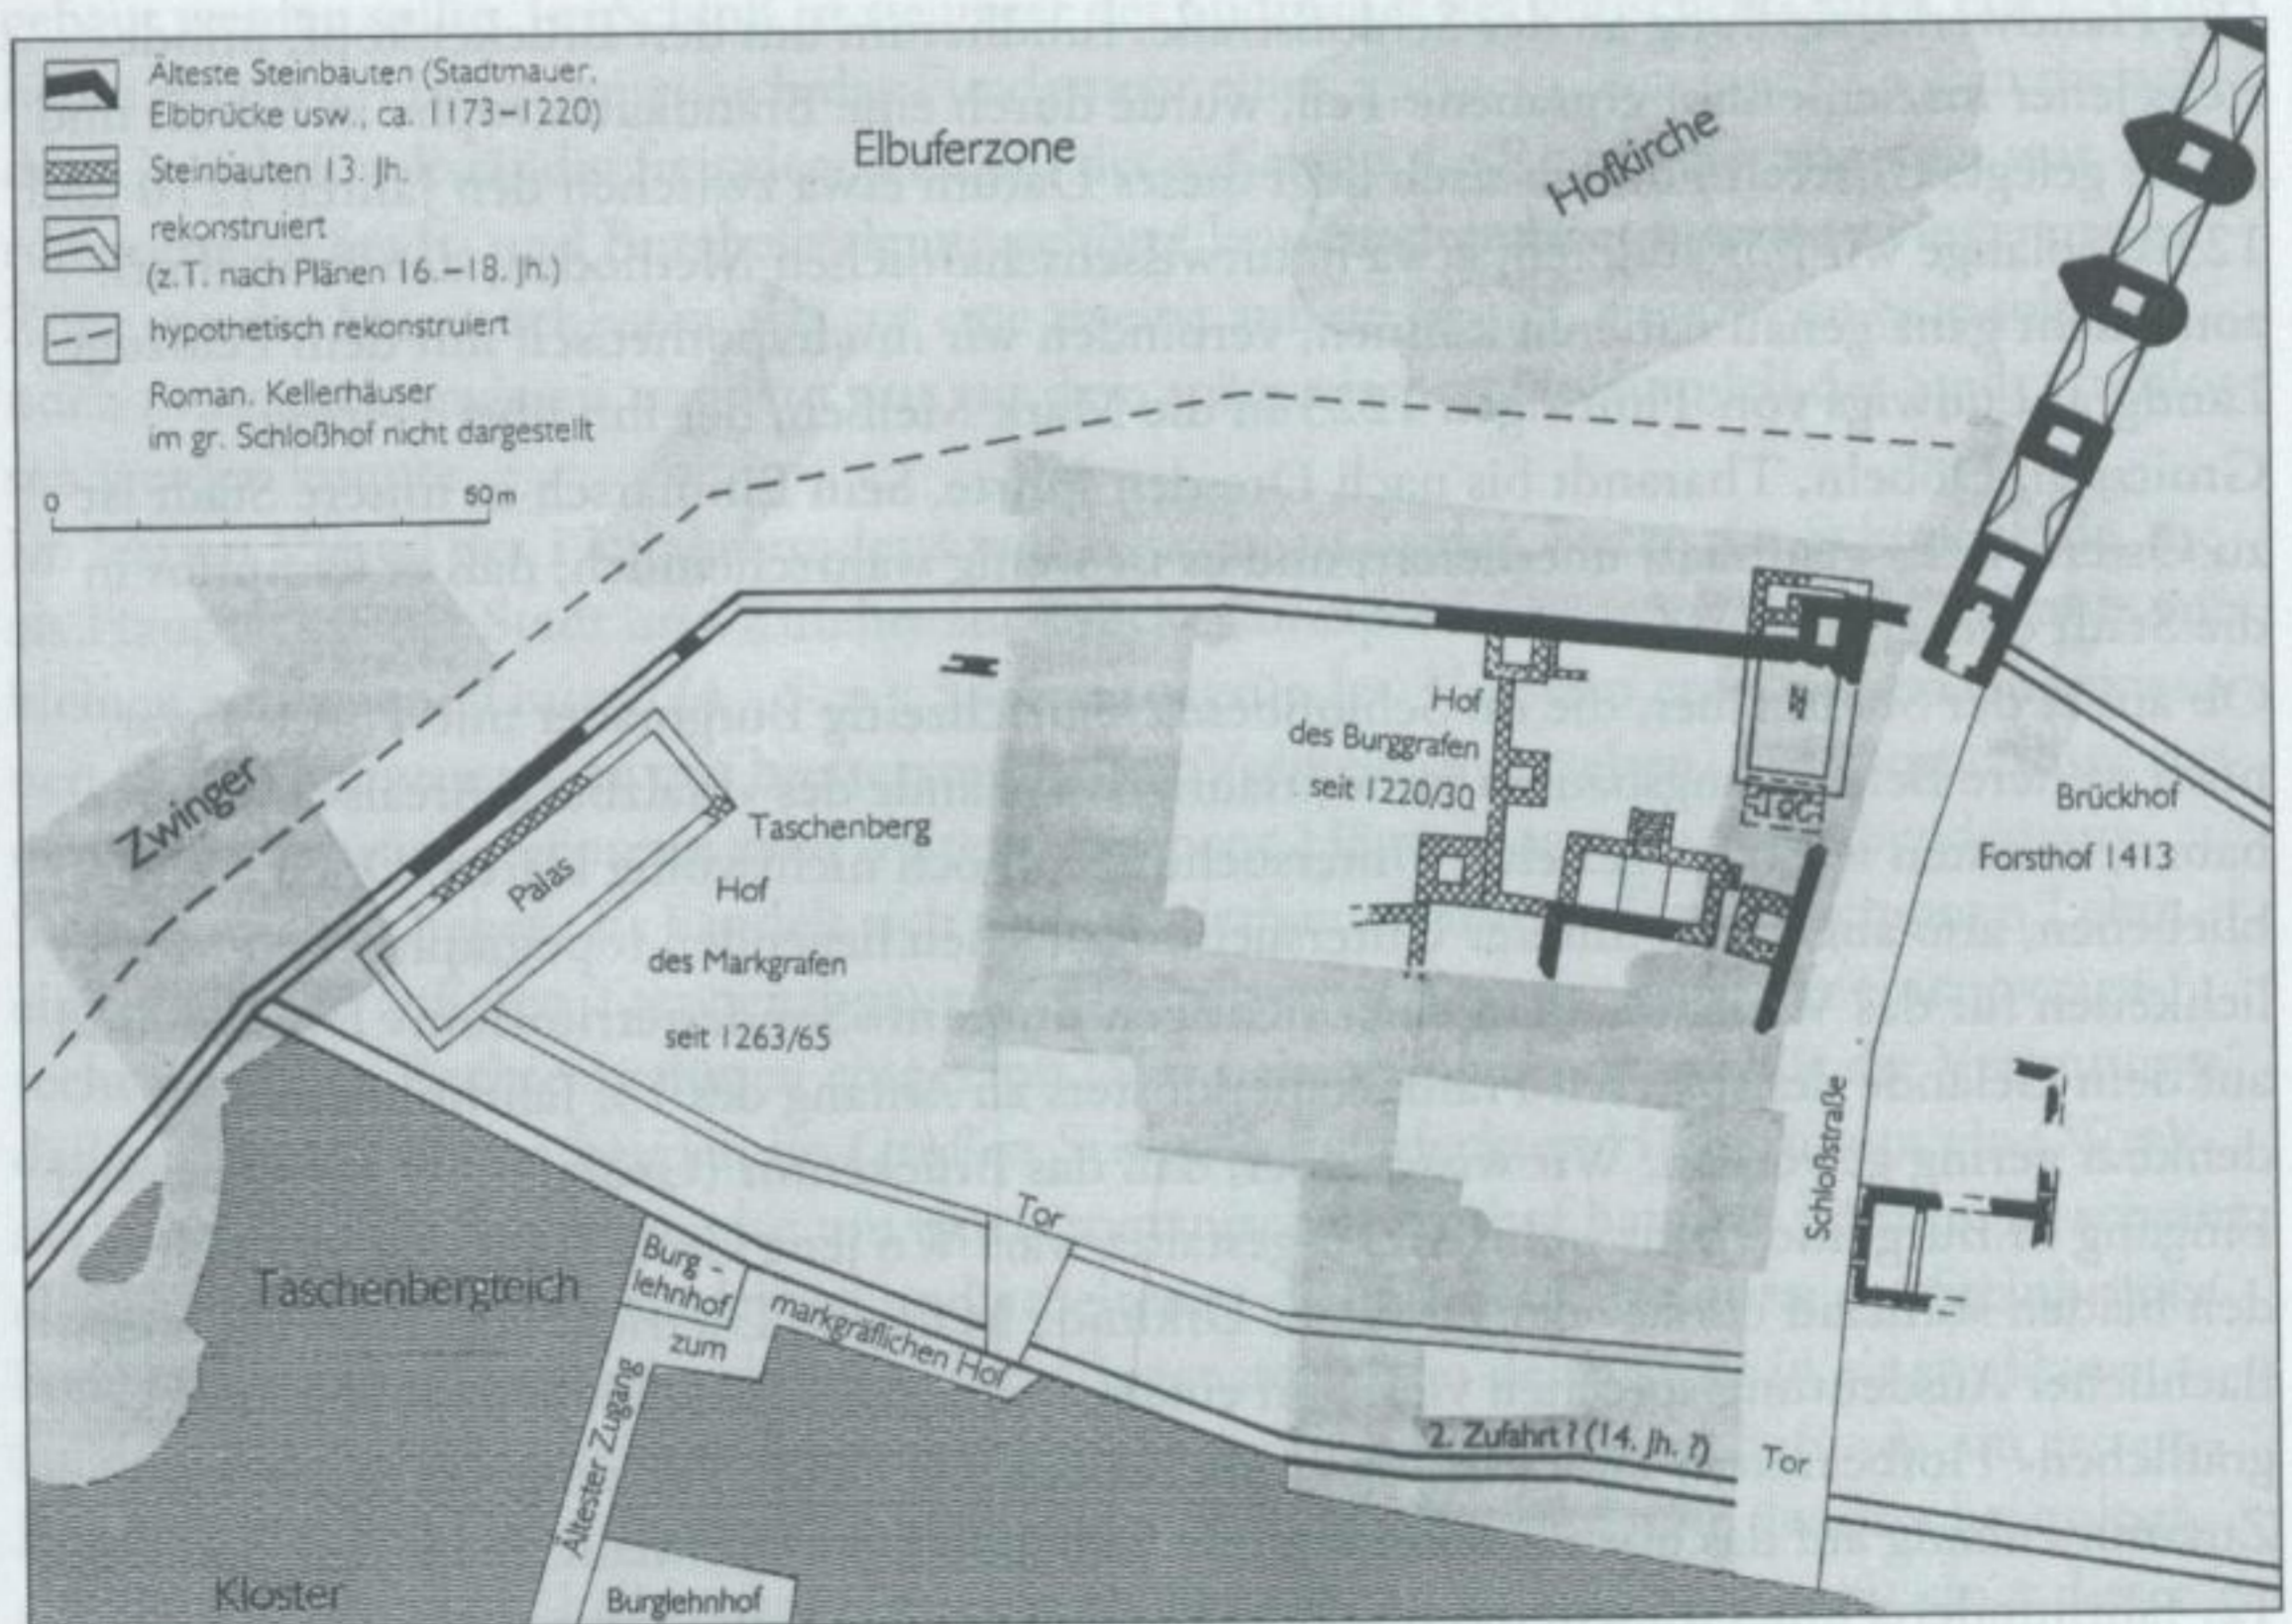 Älteste Steinbauten (Stadtmauer,
Elbbrücke usw., ca. 1173–1220)
Steinbauten 13. Jh.
rekonstruiert
(z.T. nach Plänen 16.–18. Jh.)
hypothetisch rekonstruiert
Roman. Kellerhäuser
im gr. Schloßhof nicht dargestellt
0 50 m
Elbuferzone
Hofkirche
Zwinger
Palas
Taschenberg
Hof
des Markgrafen
seit 1263/65
Hof
des Burggrafen
seit 1220/30
Brückhof
Forsthof 1413
Schloßstraße
Tor
Taschenbergteich
Burg-
lehnhof
Ältester Zugang
zum
markgräflichen Hof
2. Zufahrt? (14. Jh. ?)
Tor
Kloster
Burglehnhof